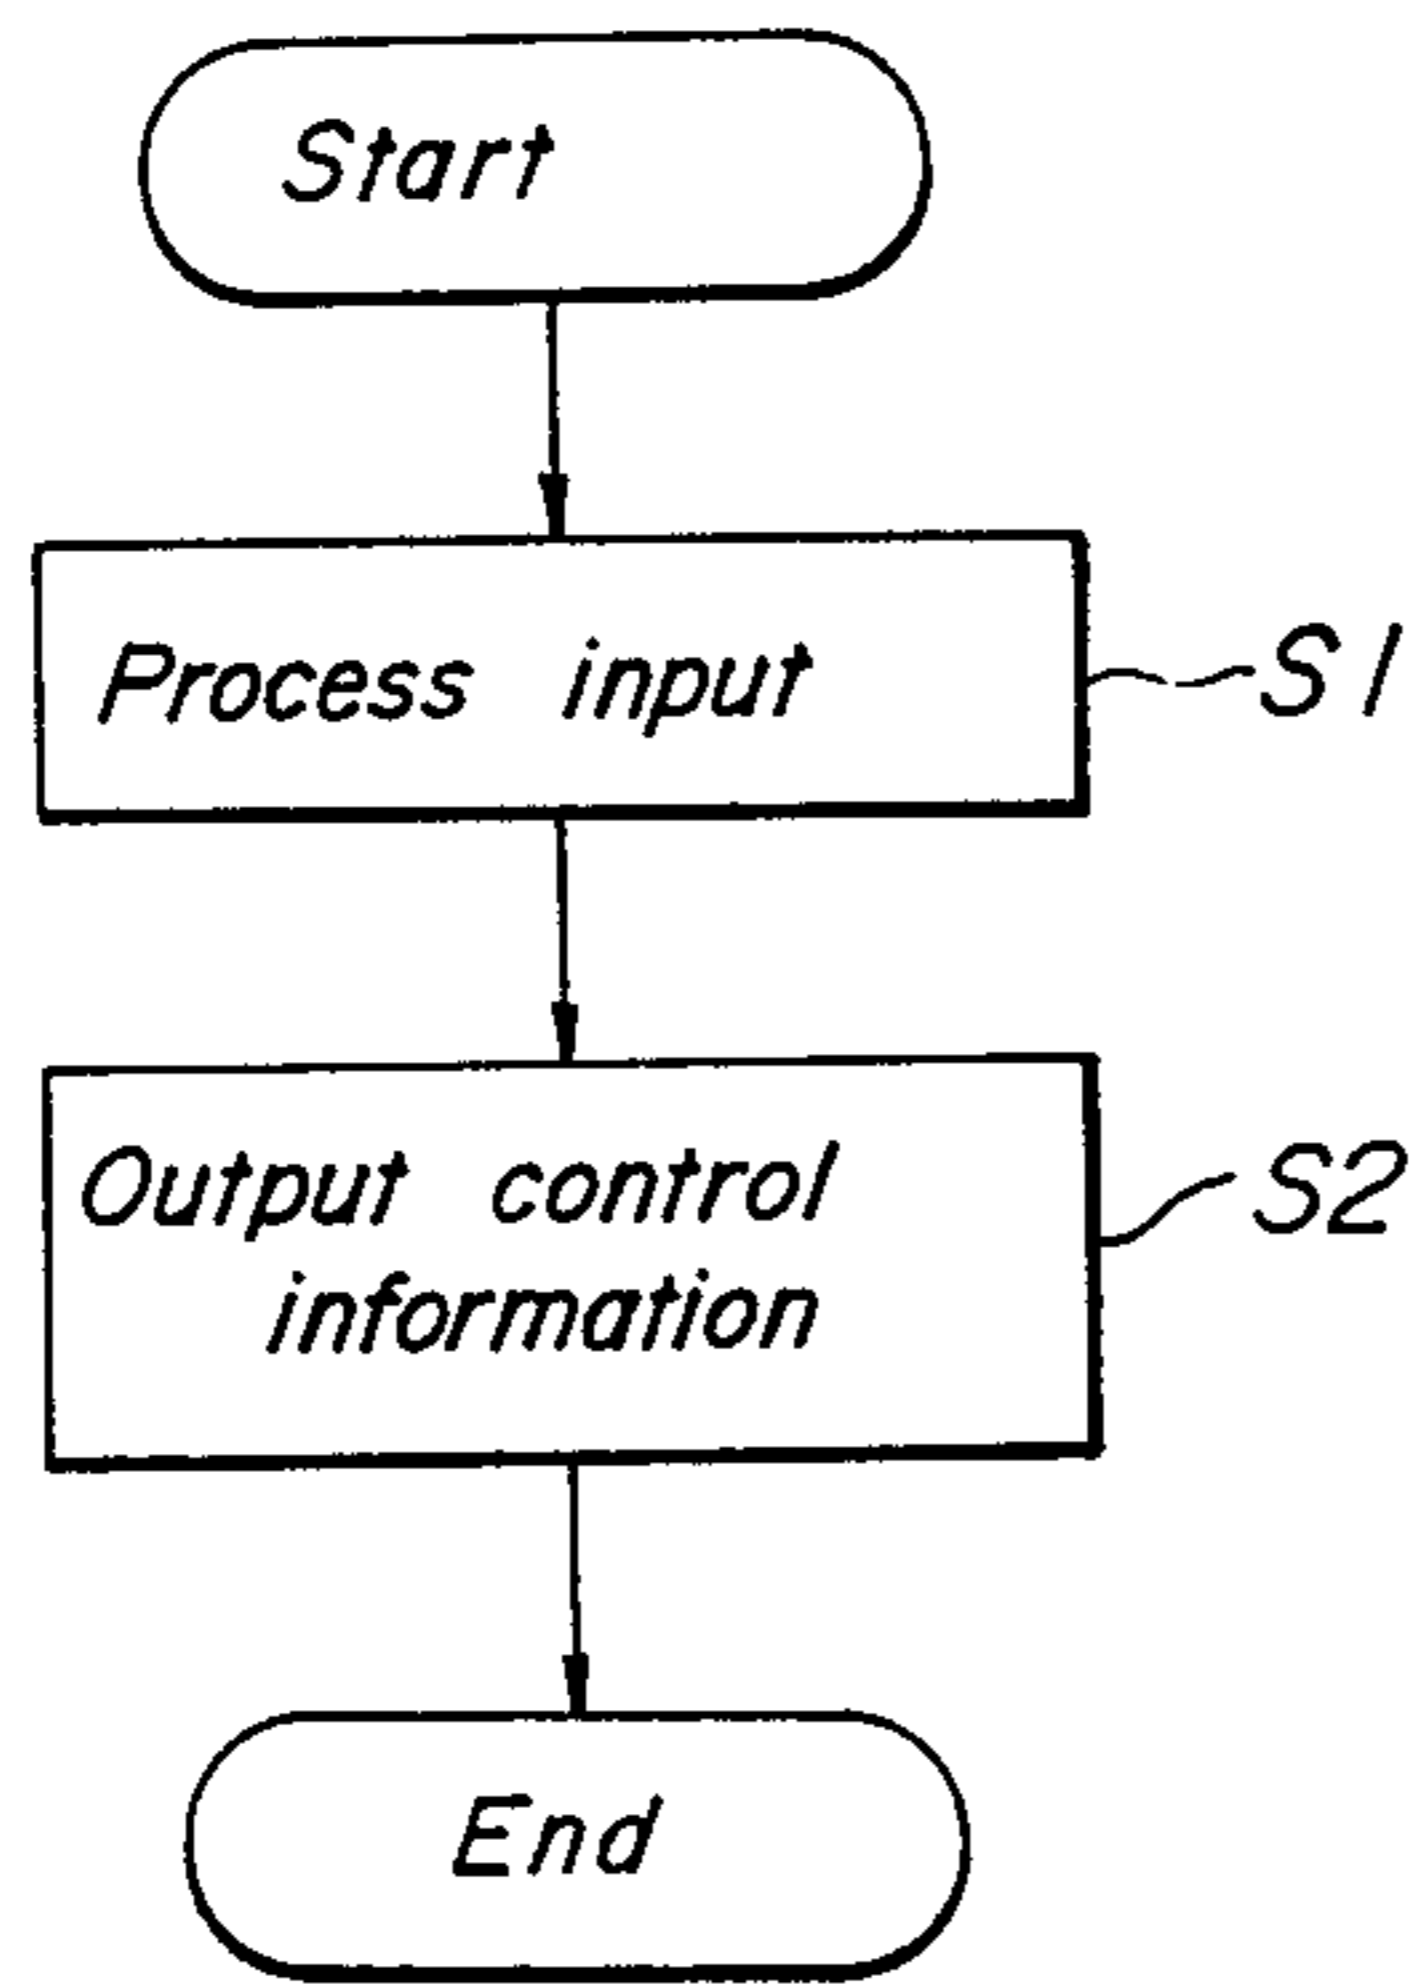 Start
Process input
S1
Output control
information
S2
End